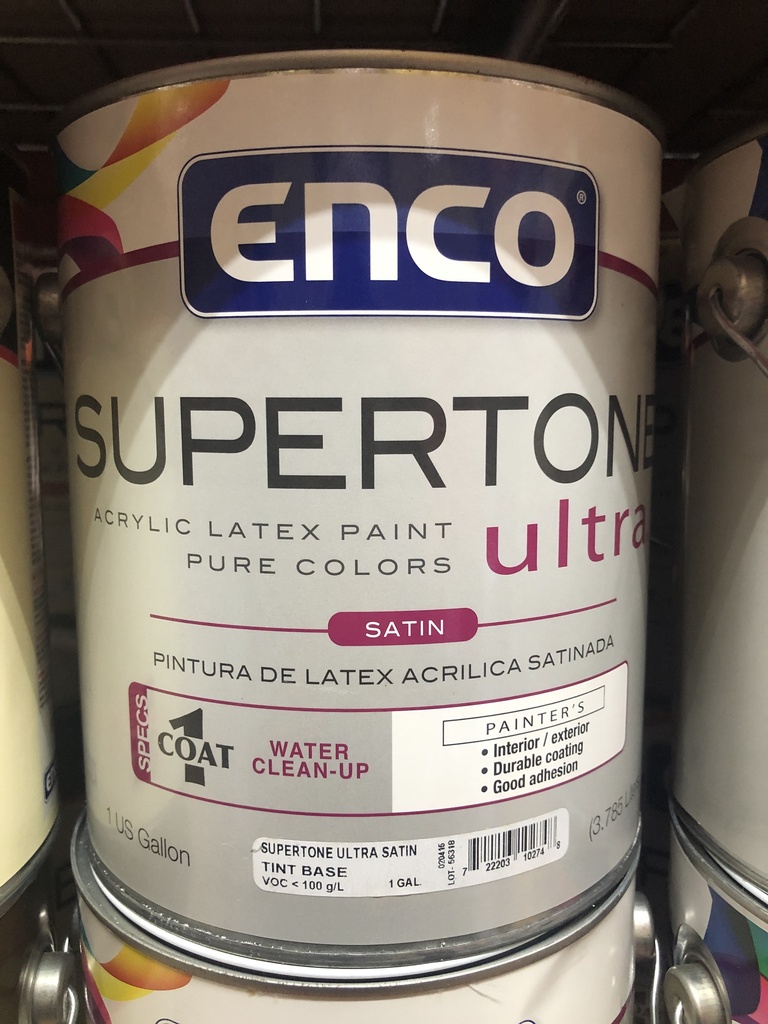 ENCO®
SUPERTONE
ACRYLIC LATEX PAINT
PURE COLORS
ultra
SATIN
PINTURA DE LATEX ACRILICA SATINADA
SPECS
1
COAT
WATER
CLEAN-UP
PAINTER'S
• Interior / exterior
• Durable coating
• Good adhesion
1 US Gallon
(3.785
SUPERTONE ULTRA SATIN
TINT BASE
VOC < 100 g/L
1 GAL.
020416
LOT- 56318
7 22203 10274 8